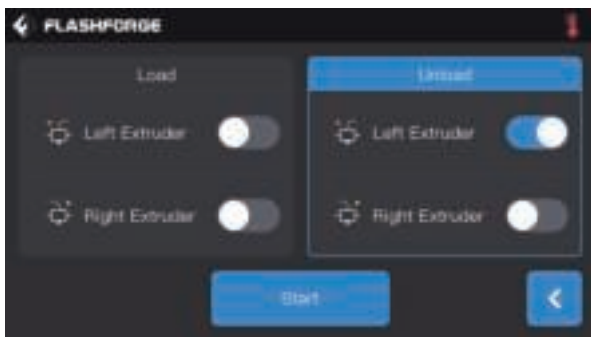 FLASHFORGE
Load
Unload
Left Extruder
Left Extruder
Right Extruder
Right Extruder
Start